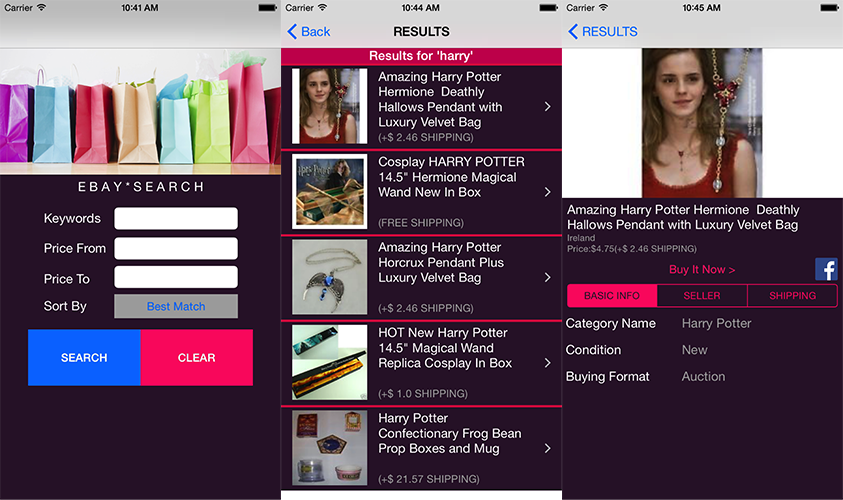 Carrier 10:41 AM
EBAY*SEARCH
Keywords
Price From
Price To
Sort By Best Match
SEARCH CLEAR
Carrier 10:44 AM
Back RESULTS
Results for 'harry'
Amazing Harry Potter
Hermione Deathly
Hallows Pendant with
Luxury Velvet Bag
(+$ 2.46 SHIPPING)
Cosplay HARRY POTTER
14.5" Hermione Magical
Wand New In Box
(FREE SHIPPING)
Amazing Harry Potter
Horcrux Pendant Plus
Luxury Velvet Bag
(+$ 2.46 SHIPPING)
HOT New Harry Potter
14.5" Magical Wand
Replica Cosplay In Box
(+$ 1.0 SHIPPING)
Harry Potter
Confectionary Frog Bean
Prop Boxes and Mug
(+$ 21.57 SHIPPING)
Carrier 10:45 AM
RESULTS
Amazing Harry Potter Hermione Deathly
Hallows Pendant with Luxury Velvet Bag
Ireland
Price:$4.75(+$ 2.46 SHIPPING)
Buy It Now >
f
BASIC INFO SELLER SHIPPING
Category Name Harry Potter
Condition New
Buying Format Auction